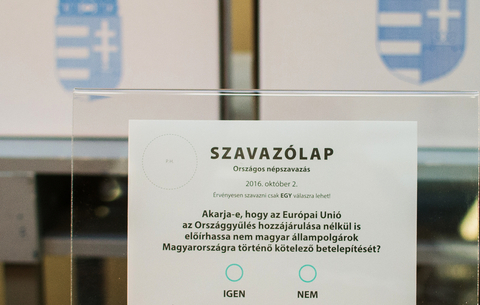 SZAVAZÓLAP
Országos népszavazás
2016. október 2.
Érvényesen szavazni csak EGY válaszra lehet!
Akarja-e, hogy az Európai Unió
az Országgyűlés hozzájárulása nélkül is
előírhassa nem magyar állampolgárok
Magyarországra történő kötelező betelepítését?
IGEN NEM